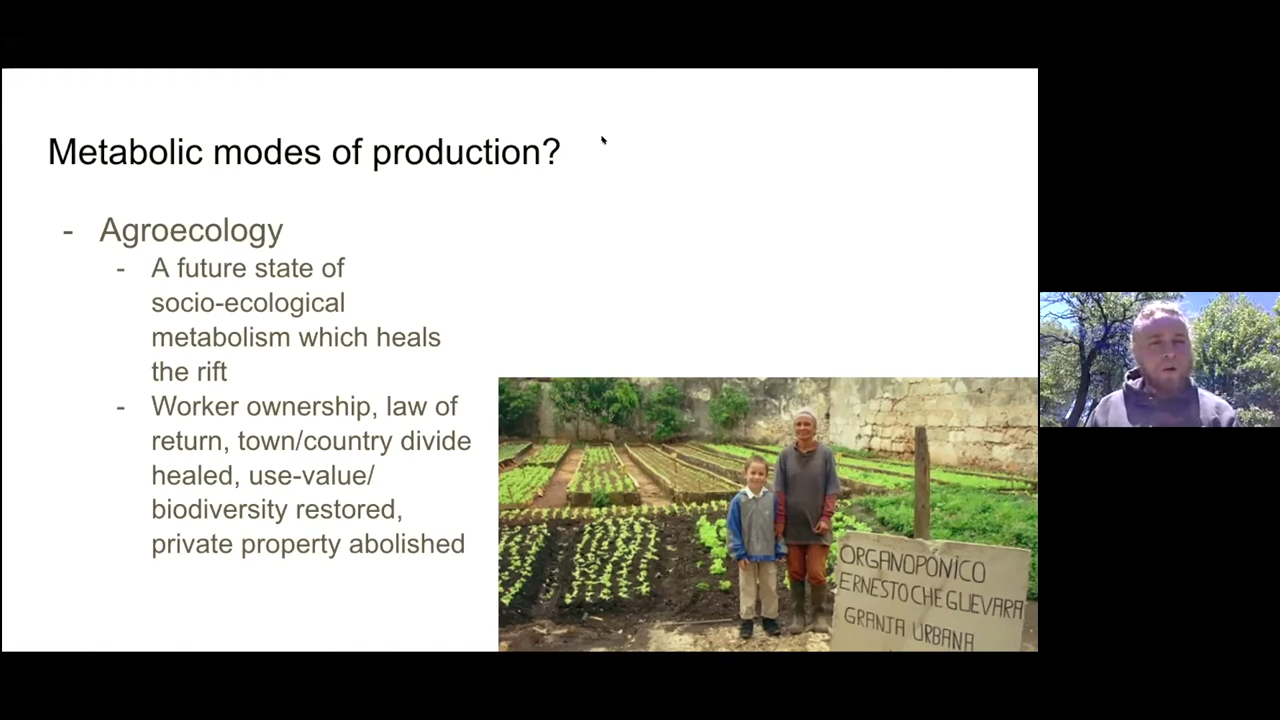 Metabolic modes of production?
- Agroecology
- A future state of
socio-ecological
metabolism which heals
the rift
- Worker ownership, law of
return, town/country divide
healed, use-value/
biodiversity restored,
private property abolished
ORGANOPÓNICO
ERNESTO CHE GUEVARA
GRANJA URBANA